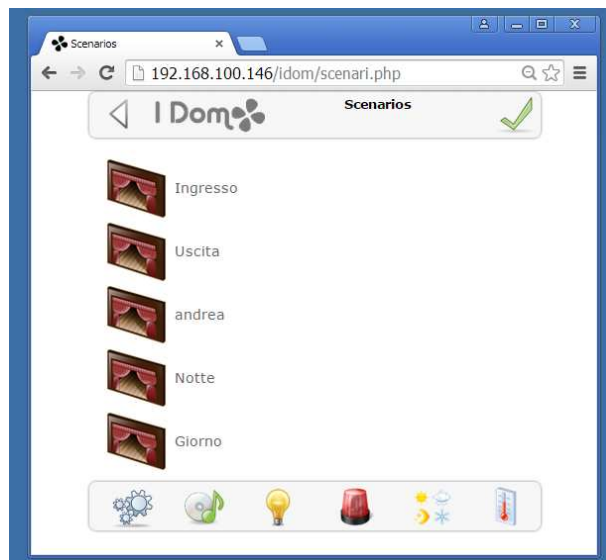 Scenarios
192.168.100.146/idom/scenari.php
I Dom
Scenarios
Ingresso
Uscita
andrea
Notte
Giorno